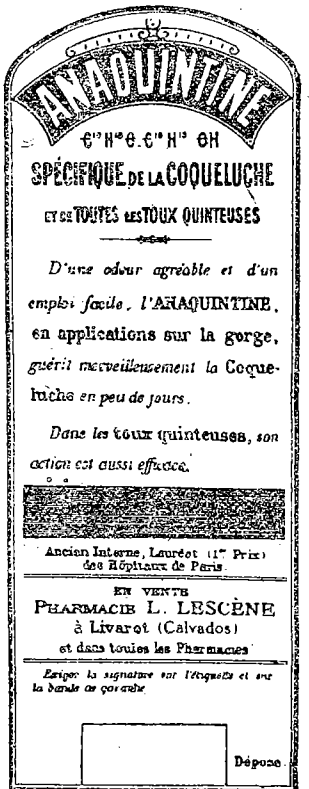 ANAQUINTINE
SPÉCIFIQUE DE LA COQUELUCHE
ET DE TOUTES LES TOUX QUINTEUSES
D'une odeur agréable et d'un
emploi facile, l'ANAQUINTINE,
en applications sur la gorge,
guérit merveilleusement la Coque-
luche en peu de jours.
Dans les toux quinteuses, son
action est aussi efficace.
Ancien Interne, Lauréat (1er Prix)
des Hôpitaux de Paris.
EN VENTE
PHARMACIE L. LESCÈNE
à Livarot (Calvados)
et dans toutes les Pharmacies
Exiger la signature sur l'étiquette et sur
la bande de garantie.
Déposé